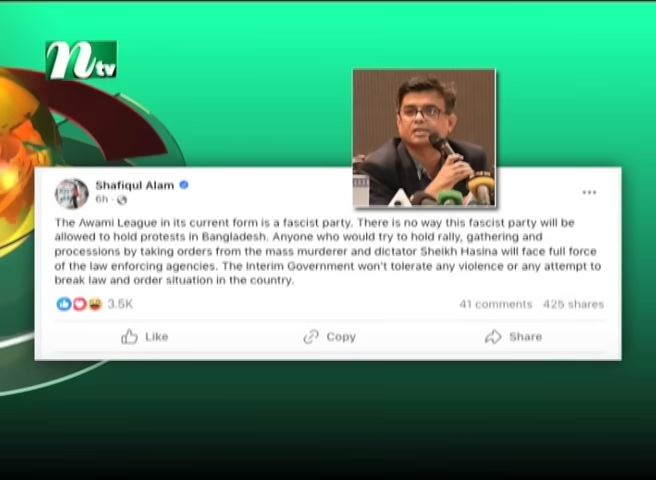 ntv
Shafiqul Alam
6h
The Awami League in its current form is a fascist party. There is no way this fascist party will be
allowed to hold protests in Bangladesh. Anyone who would try to hold rally, gathering and
processions by taking orders from the mass murderer and dictator Sheikh Hasina will face full force
of the law enforcing agencies. The Interim Government won't tolerate any violence or any attempt to
break law and order situation in the country.
3.5K 41 comments 425 shares
Like Copy Share